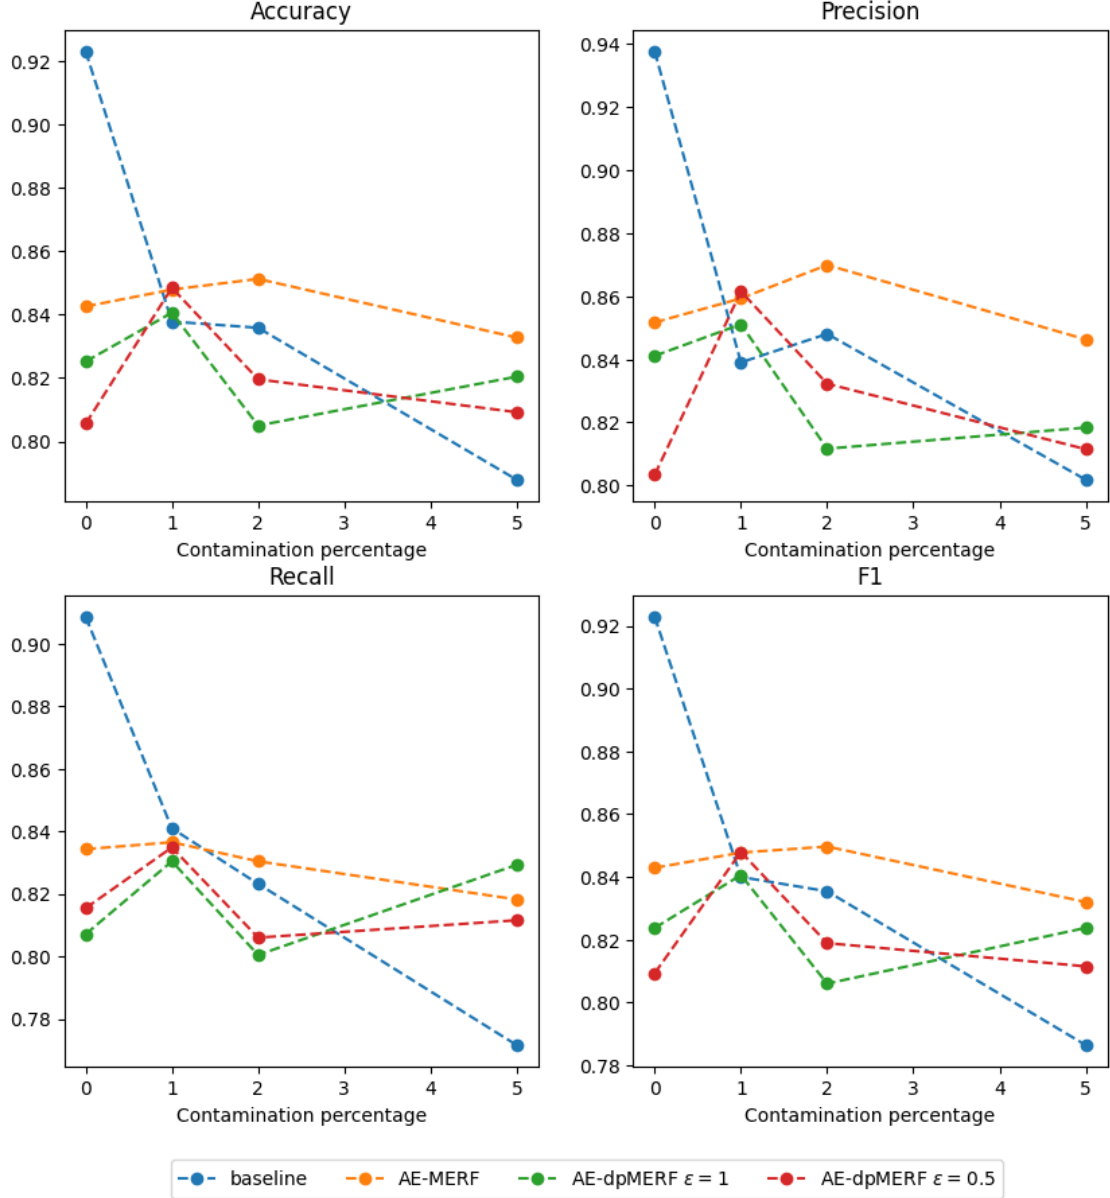 Accuracy
0.92
0.90
0.88
0.86
0.84
0.82
0.80
0 1 2 3 4 5
Contamination percentage
Precision
0.94
0.92
0.90
0.88
0.86
0.84
0.82
0.80
0 1 2 3 4 5
Contamination percentage
Recall
0.90
0.88
0.86
0.84
0.82
0.80
0.78
0 1 2 3 4 5
Contamination percentage
F1
0.92
0.90
0.88
0.86
0.84
0.82
0.80
0.78
0 1 2 3 4 5
Contamination percentage
baseline AE-MERF AE-dpMERF ε = 1 AE-dpMERF ε = 0.5